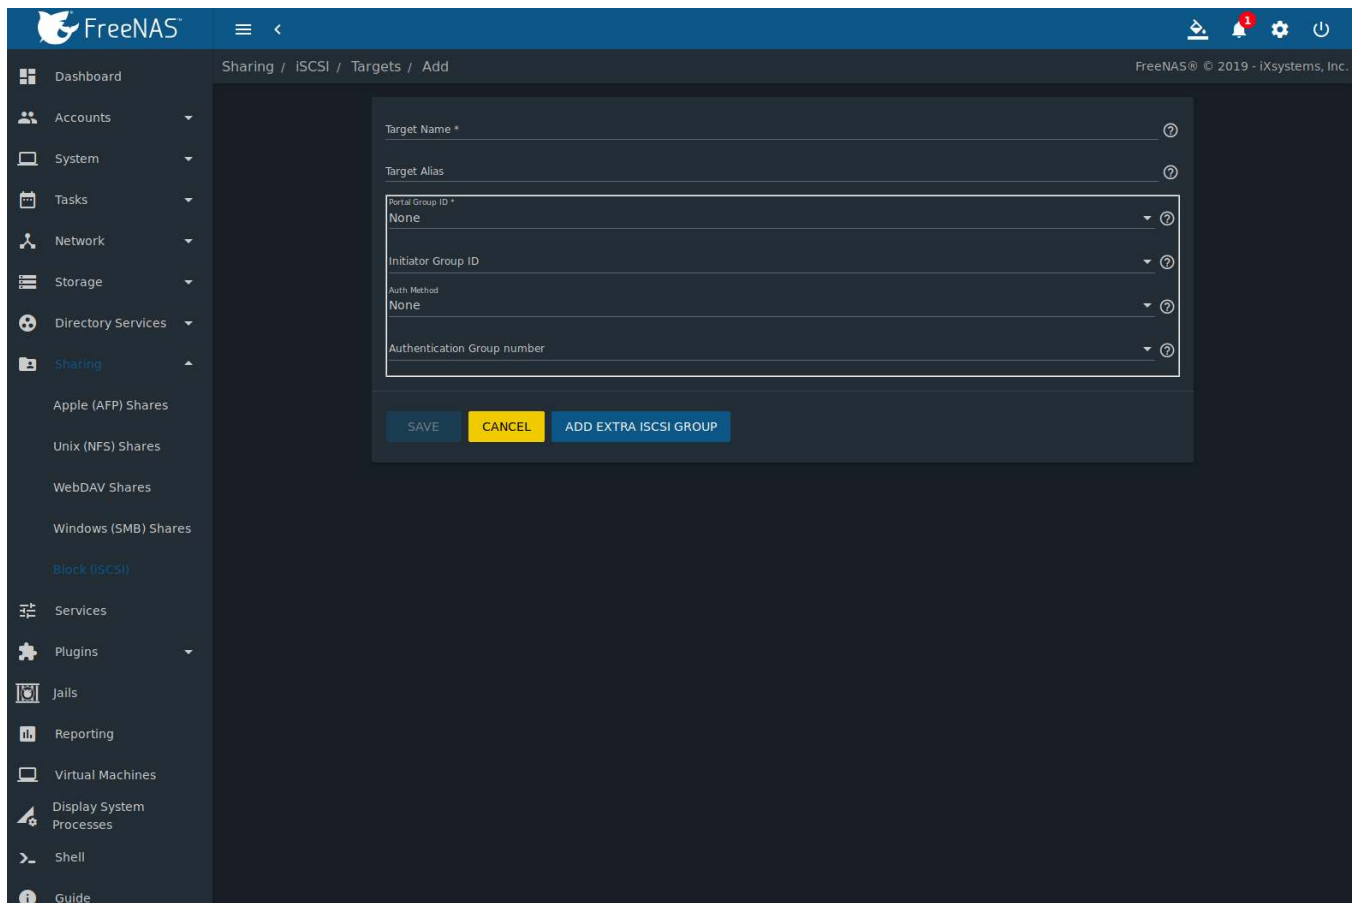 FreeNAS™
1
Sharing / iSCSI / Targets / Add
FreeNAS® © 2019 - iXsystems, Inc.
Dashboard
Accounts
System
Tasks
Network
Storage
Directory Services
Sharing
Apple (AFP) Shares
Unix (NFS) Shares
WebDAV Shares
Windows (SMB) Shares
Block (iSCSI)
Services
Plugins
Jails
Reporting
Virtual Machines
Display System
Processes
Shell
Guide
Target Name *
Target Alias
Portal Group ID *
None
Initiator Group ID
Auth Method
None
Authentication Group number
SAVE
CANCEL
ADD EXTRA ISCSI GROUP